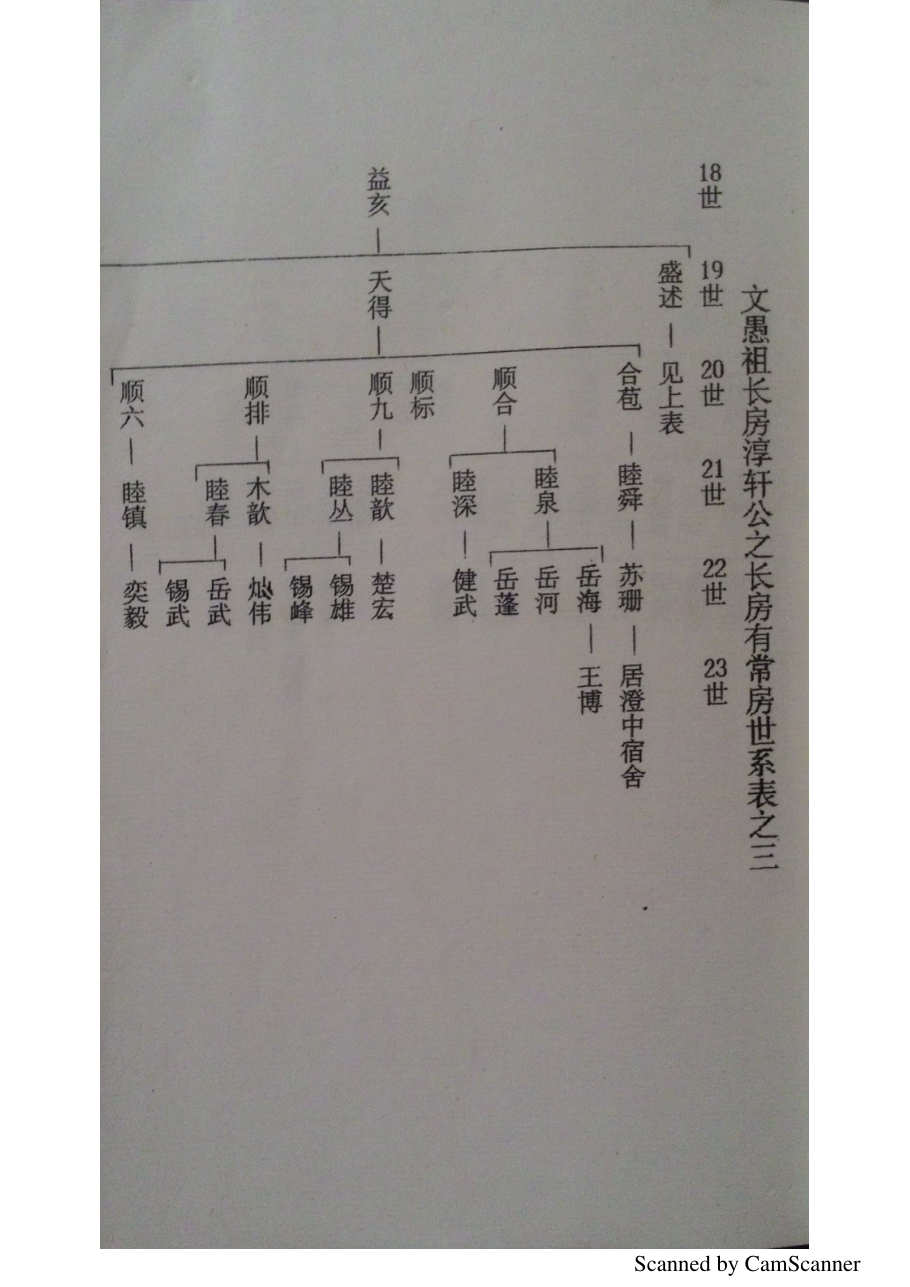 文愚祖长房淳轩公之长房有常房世系表之三
18世
19世
20世
21世
22世
23世
益亥
盛述
见上表
天得
合苞
睦舜
苏珊
居澄中宿舍
顺合
睦泉
岳海
王博
岳河
岳蓬
睦深
健武
顺标
顺九
睦歆
楚宏
睦丛
锡雄
锡峰
顺排
木歆
伟
睦春
岳武
锡武
顺六
睦镇
奕毅
Scanned by CamScanner